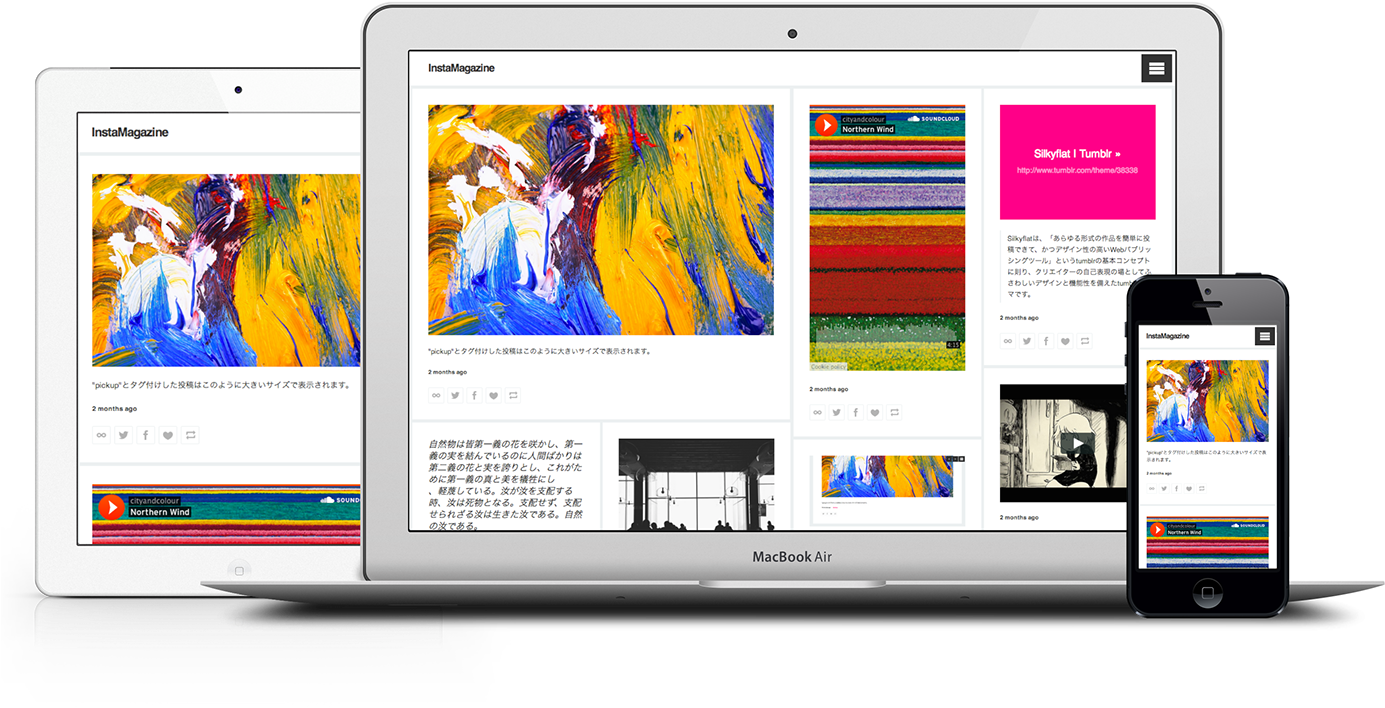 InstaMagazine
"pickup"とタグ付けした投稿はこのように大きいサイズで表示されます。
2 months ago
cityandcolour
Northern Wind
SOUND
InstaMagazine
"pickup"とタグ付けした投稿はこのように大きいサイズで表示されます。
2 months ago
自然物は皆第一義の花を咲かし、第一
義の実を結んでいるのに人間ばかりは
第二義の花と実を誇りとし、これがた
めに第一義の真と美を犠牲にし
、軽蔑している。汝が汝を支配する
時、汝は死物となる。支配せず、支配
せられざる汝は生きた汝である。自然
の汝である。
cityandcolour
Northern Wind
SOUNDCLOUD
4:15
Cookie policy
2 months ago
Silkyflat | Tumblr »
http://www.tumblr.com/theme/38338
Silkyflatは、「あらゆる形式の作品を簡単に投
稿できて、かつデザイン性の高いWebパブリッ
シングツール」というtumblrの基本コンセプト
に則り、クリエイターの自己表現の場としてふ
さわしいデザインと機能性を備えたtumb
マです。
2 months ago
2 months ago
MacBook Air
InstaMagazine
"pickup"とタグ付けした投稿はこのように大きいサイズで表
示されます。
2 months ago
cityandcolour
Northern Wind
SOUNDCLOUD